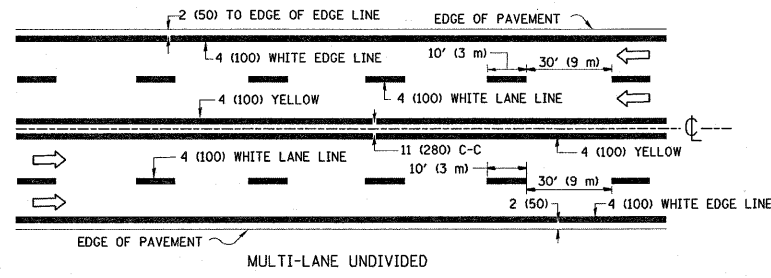 2 (50) TO EDGE OF EDGE LINE
EDGE OF PAVEMENT
4 (100) WHITE EDGE LINE
10' (3 m)
30' (9 m)
4 (100) YELLOW
4 (100) WHITE LANE LINE
℄
4 (100) WHITE LANE LINE
11 (280) C-C
4 (100) YELLOW
10' (3 m)
30' (9 m)
2 (50)
4 (100) WHITE EDGE LINE
EDGE OF PAVEMENT
MULTI-LANE UNDIVIDED